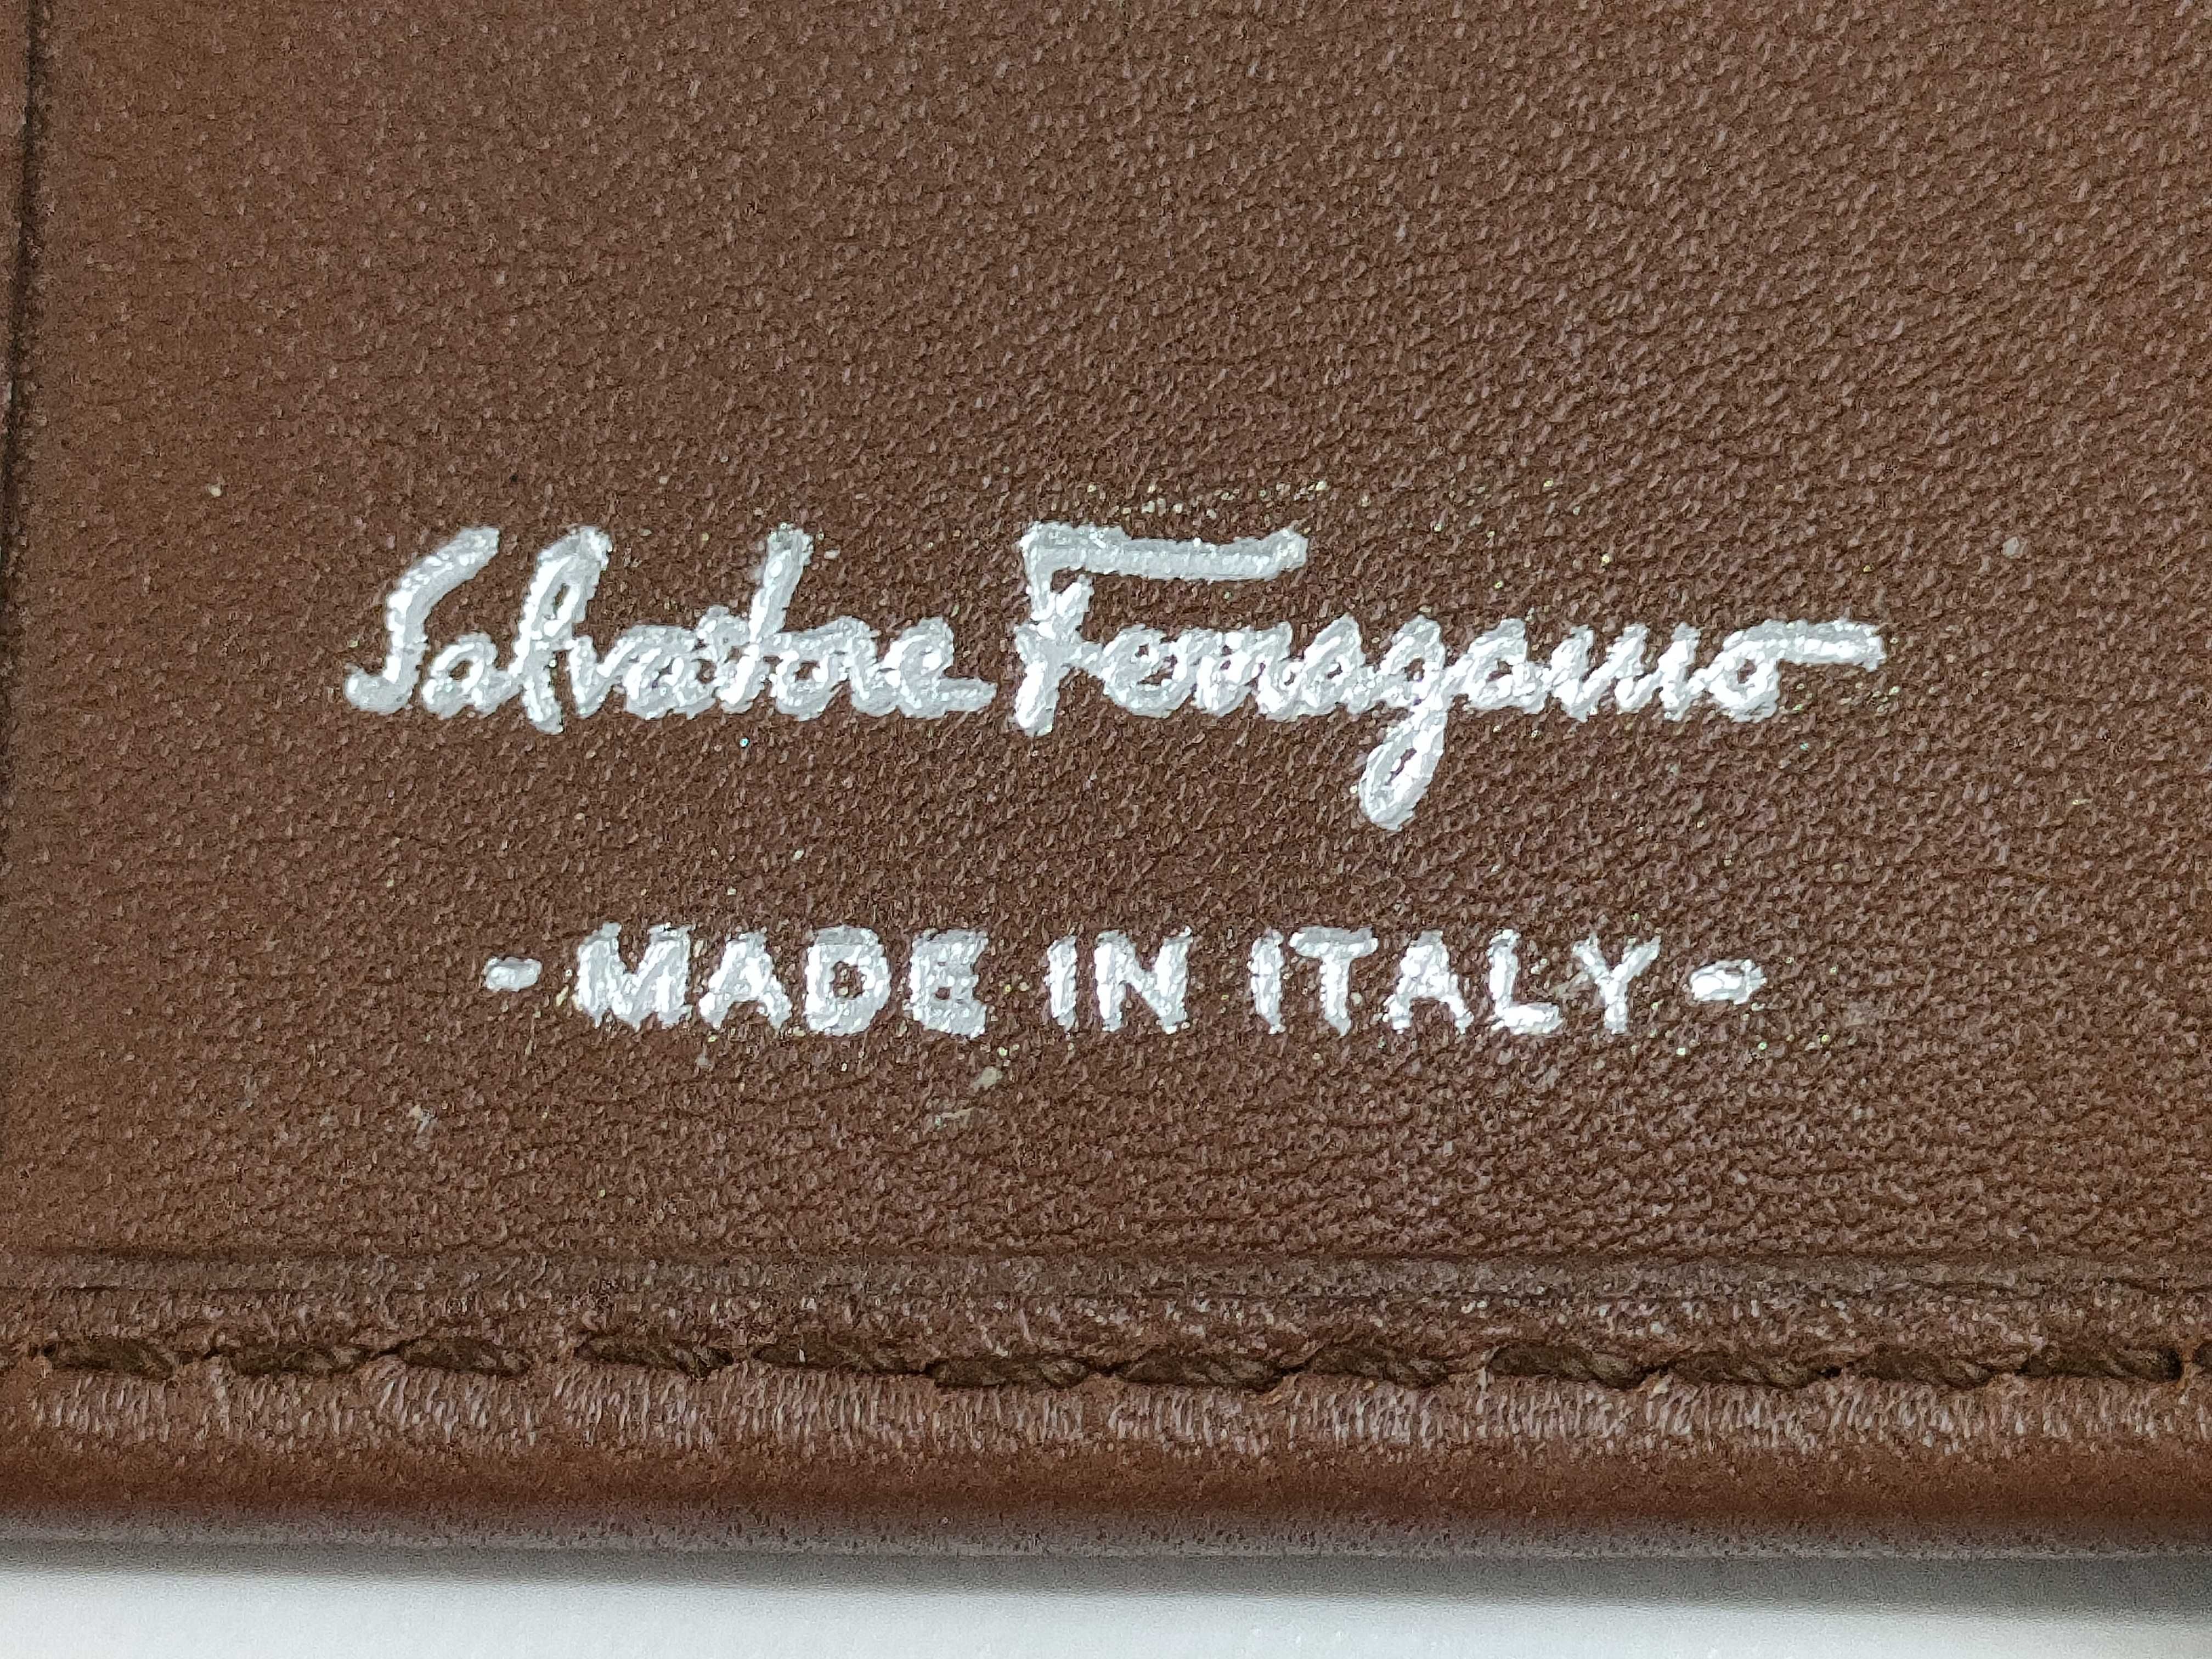 Salvatore Ferragamo
-MADE IN ITALY-